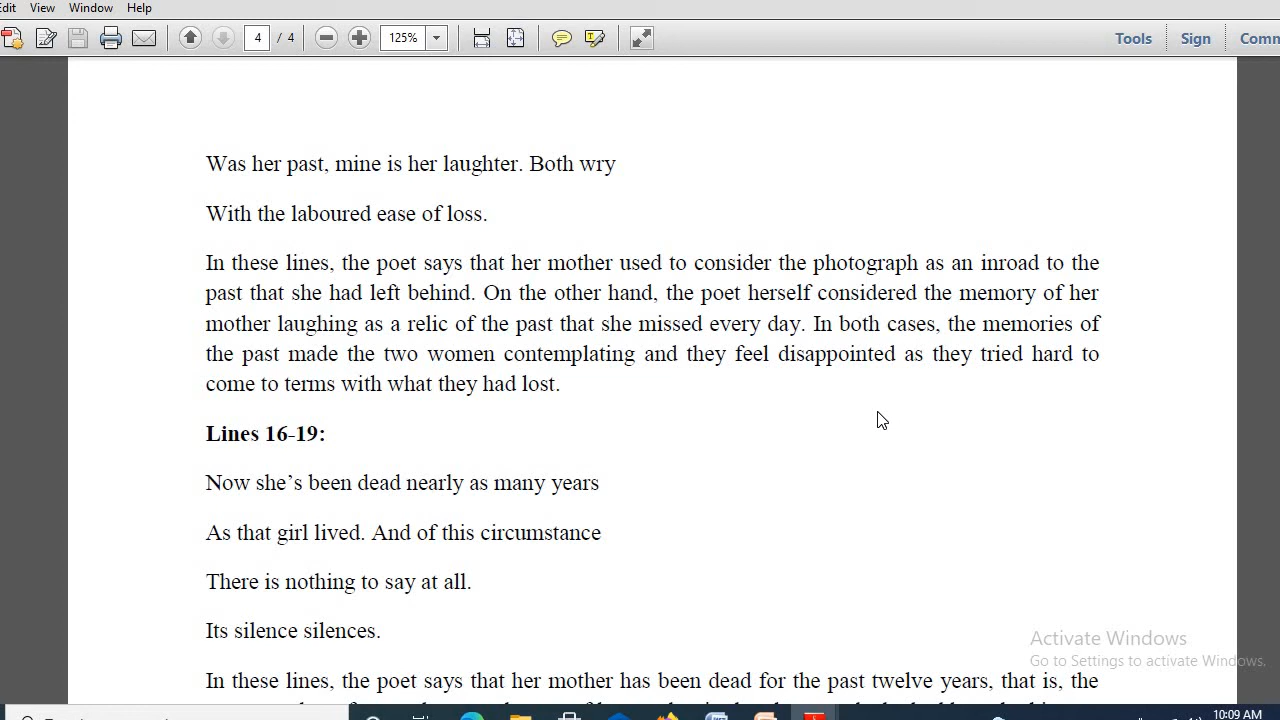 Edit View Window Help
4 / 4 125% Tools Sign Comm
Was her past, mine is her laughter. Both wry
With the laboured ease of loss.
In these lines, the poet says that her mother used to consider the photograph as an inroad to the
past that she had left behind. On the other hand, the poet herself considered the memory of her
mother laughing as a relic of the past that she missed every day. In both cases, the memories of
the past made the two women contemplating and they feel disappointed as they tried hard to
come to terms with what they had lost.
Lines 16-19:
Now she’s been dead nearly as many years
As that girl lived. And of this circumstance
There is nothing to say at all.
Its silence silences.
Activate Windows
Go to Settings to activate Windows.
In these lines, the poet says that her mother has been dead for the past twelve years, that is, the
10:09 AM